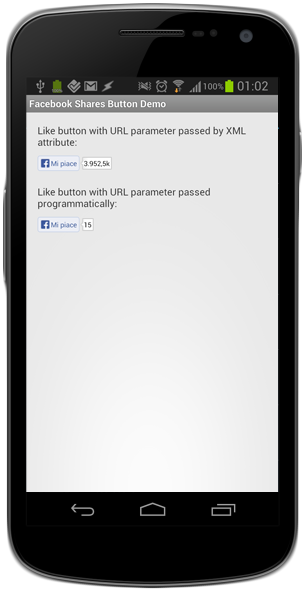 100% 01:02
Facebook Shares Button Demo
Like button with URL parameter passed by XML
attribute:
Mi piace 3.952,5k
Like button with URL parameter passed
programmatically:
Mi piace 15